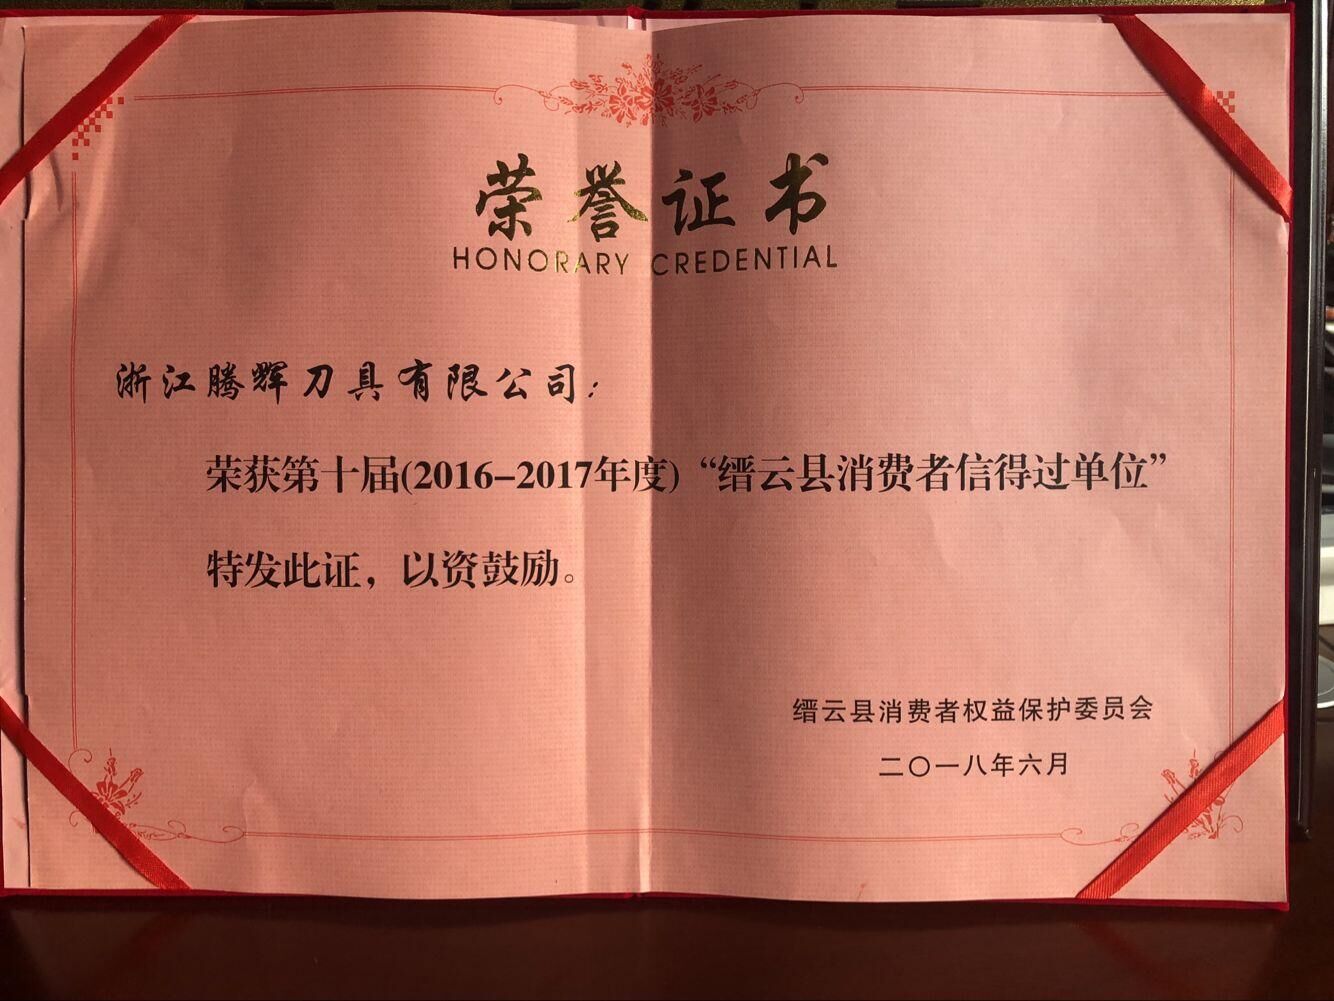 荣誉证书
HONORARY CREDENTIAL
浙江腾辉刀具有限公司：
荣获第十届(2016-2017年度)“缙云县消费者信得过单位”
特发此证，以资鼓励。
缙云县消费者权益保护委员会
二〇一八年六月